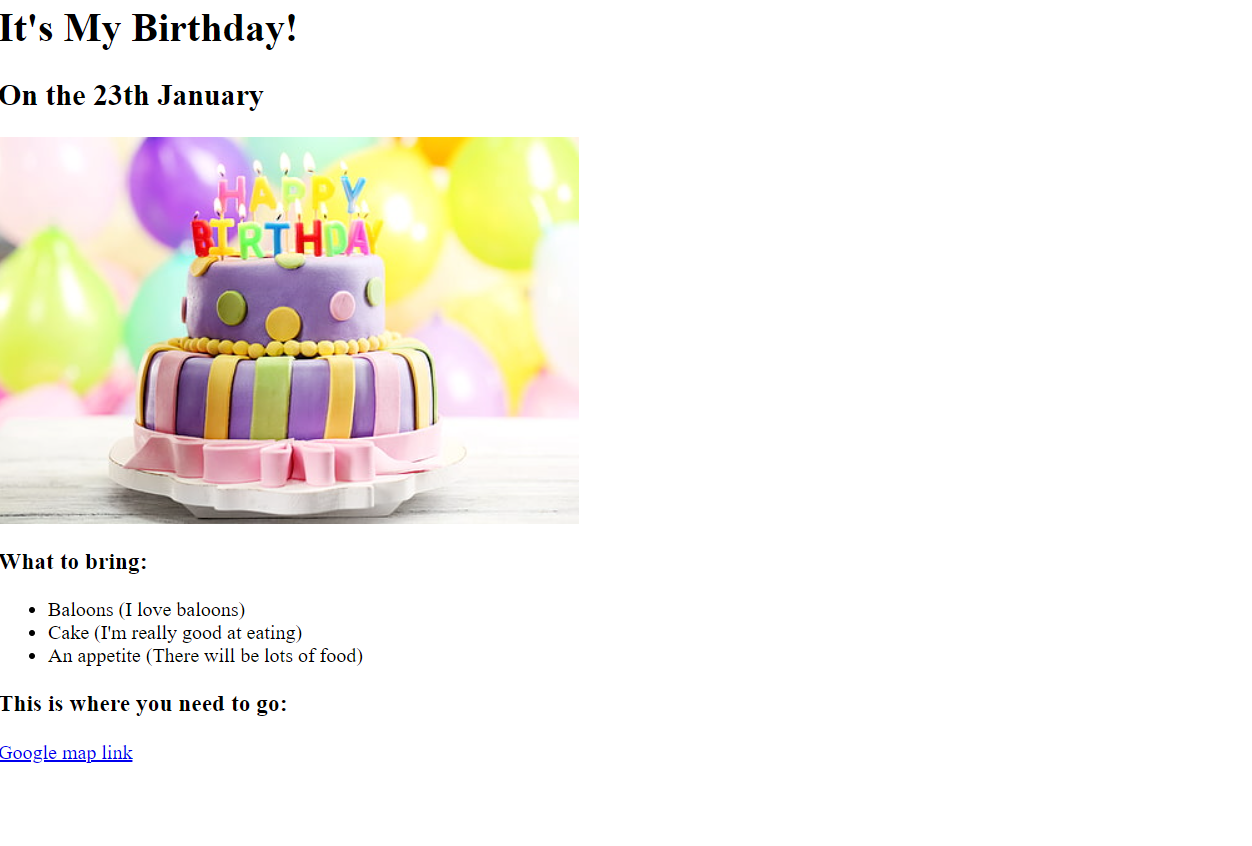 It's My Birthday!
On the 23th January
HAPPY
BIRTHDAY
What to bring:
Baloons (I love baloons)
Cake (I'm really good at eating)
An appetite (There will be lots of food)
This is where you need to go:
Google map link